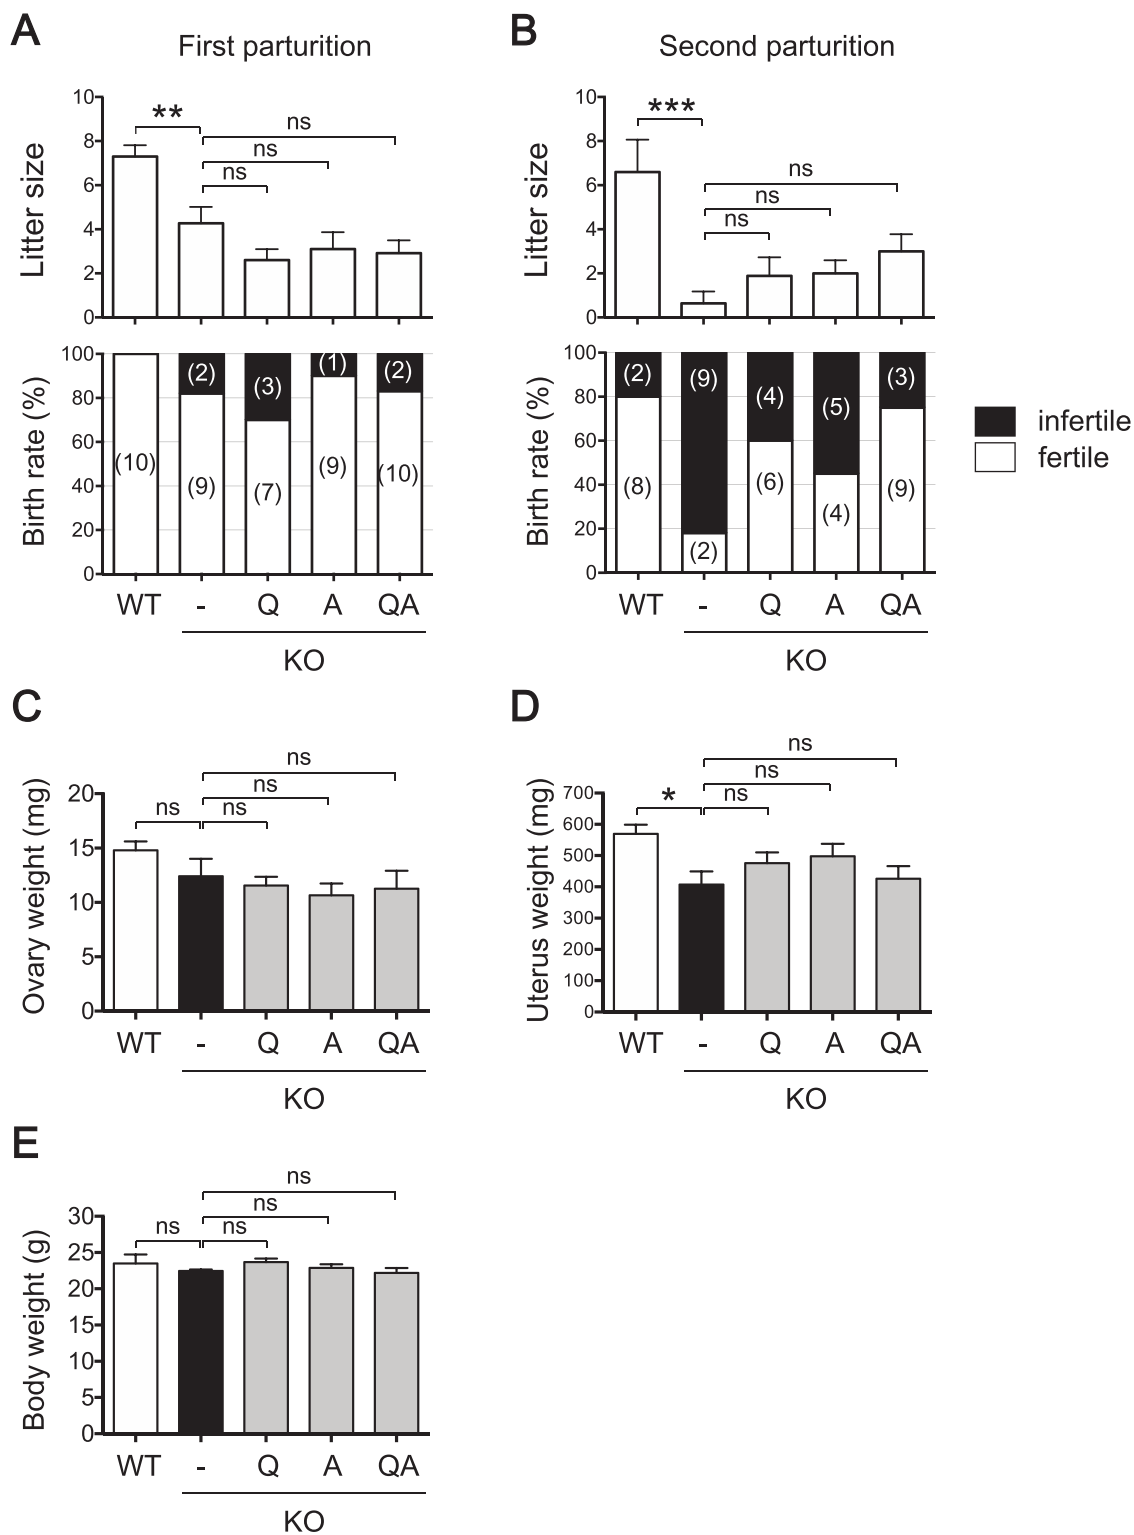 A
First parturition
Litter size
10
8
6
4
2
0
**
ns
ns
ns
Birth rate (%)
100
80
60
40
20
0
(10)
(2)
(9)
(3)
(7)
(1)
(9)
(2)
(10)
WT - Q A QA
KO
B
Second parturition
Litter size
10
8
6
4
2
0
***
ns
ns
ns
Birth rate (%)
100
80
60
40
20
0
(2)
(8)
(9)
(2)
(4)
(6)
(5)
(4)
(3)
(9)
WT - Q A QA
KO
infertile
fertile
C
Ovary weight (mg)
20
15
10
5
0
ns
ns
ns
ns
WT - Q A QA
KO
D
Uterus weight (mg)
700
600
500
400
300
200
100
0
ns
ns
* ns
WT - Q A QA
KO
E
Body weight (g)
30
25
20
15
10
5
0
ns
ns
ns ns
WT - Q A QA
KO